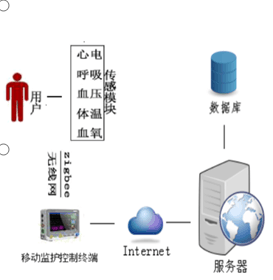 用户
心电
呼吸
血压
体温
血氧
传感模块
数据库
zigbee
无线网
移动监护控制终端
Internet
服务器